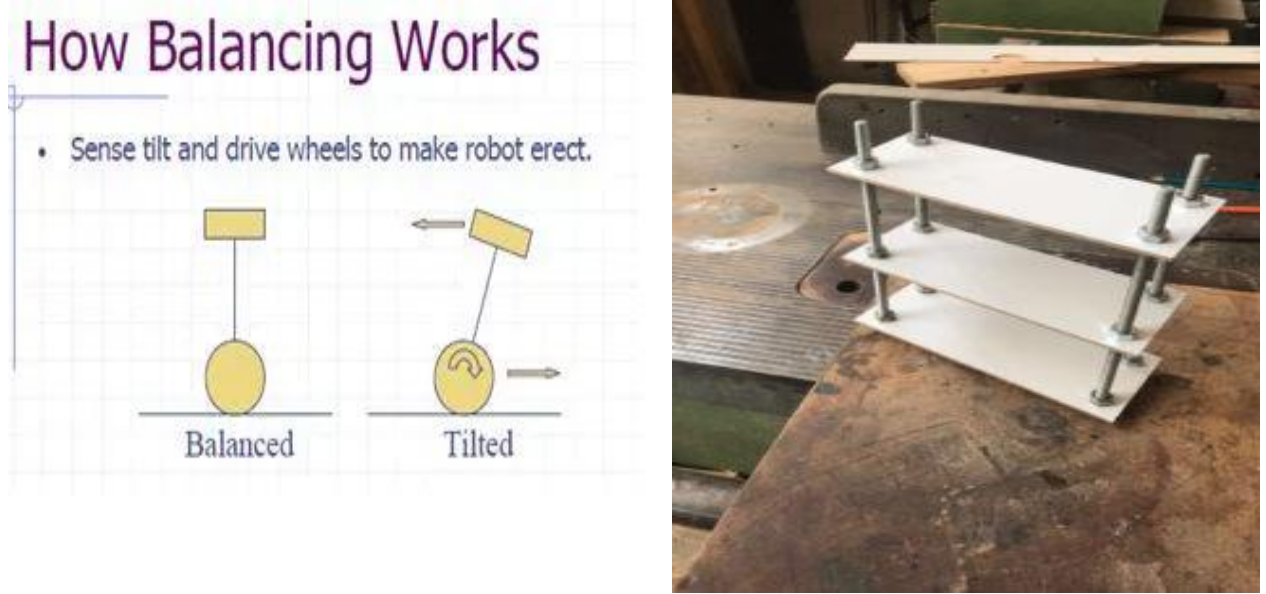 How Balancing Works
• Sense tilt and drive wheels to make robot erect.
Balanced
Tilted